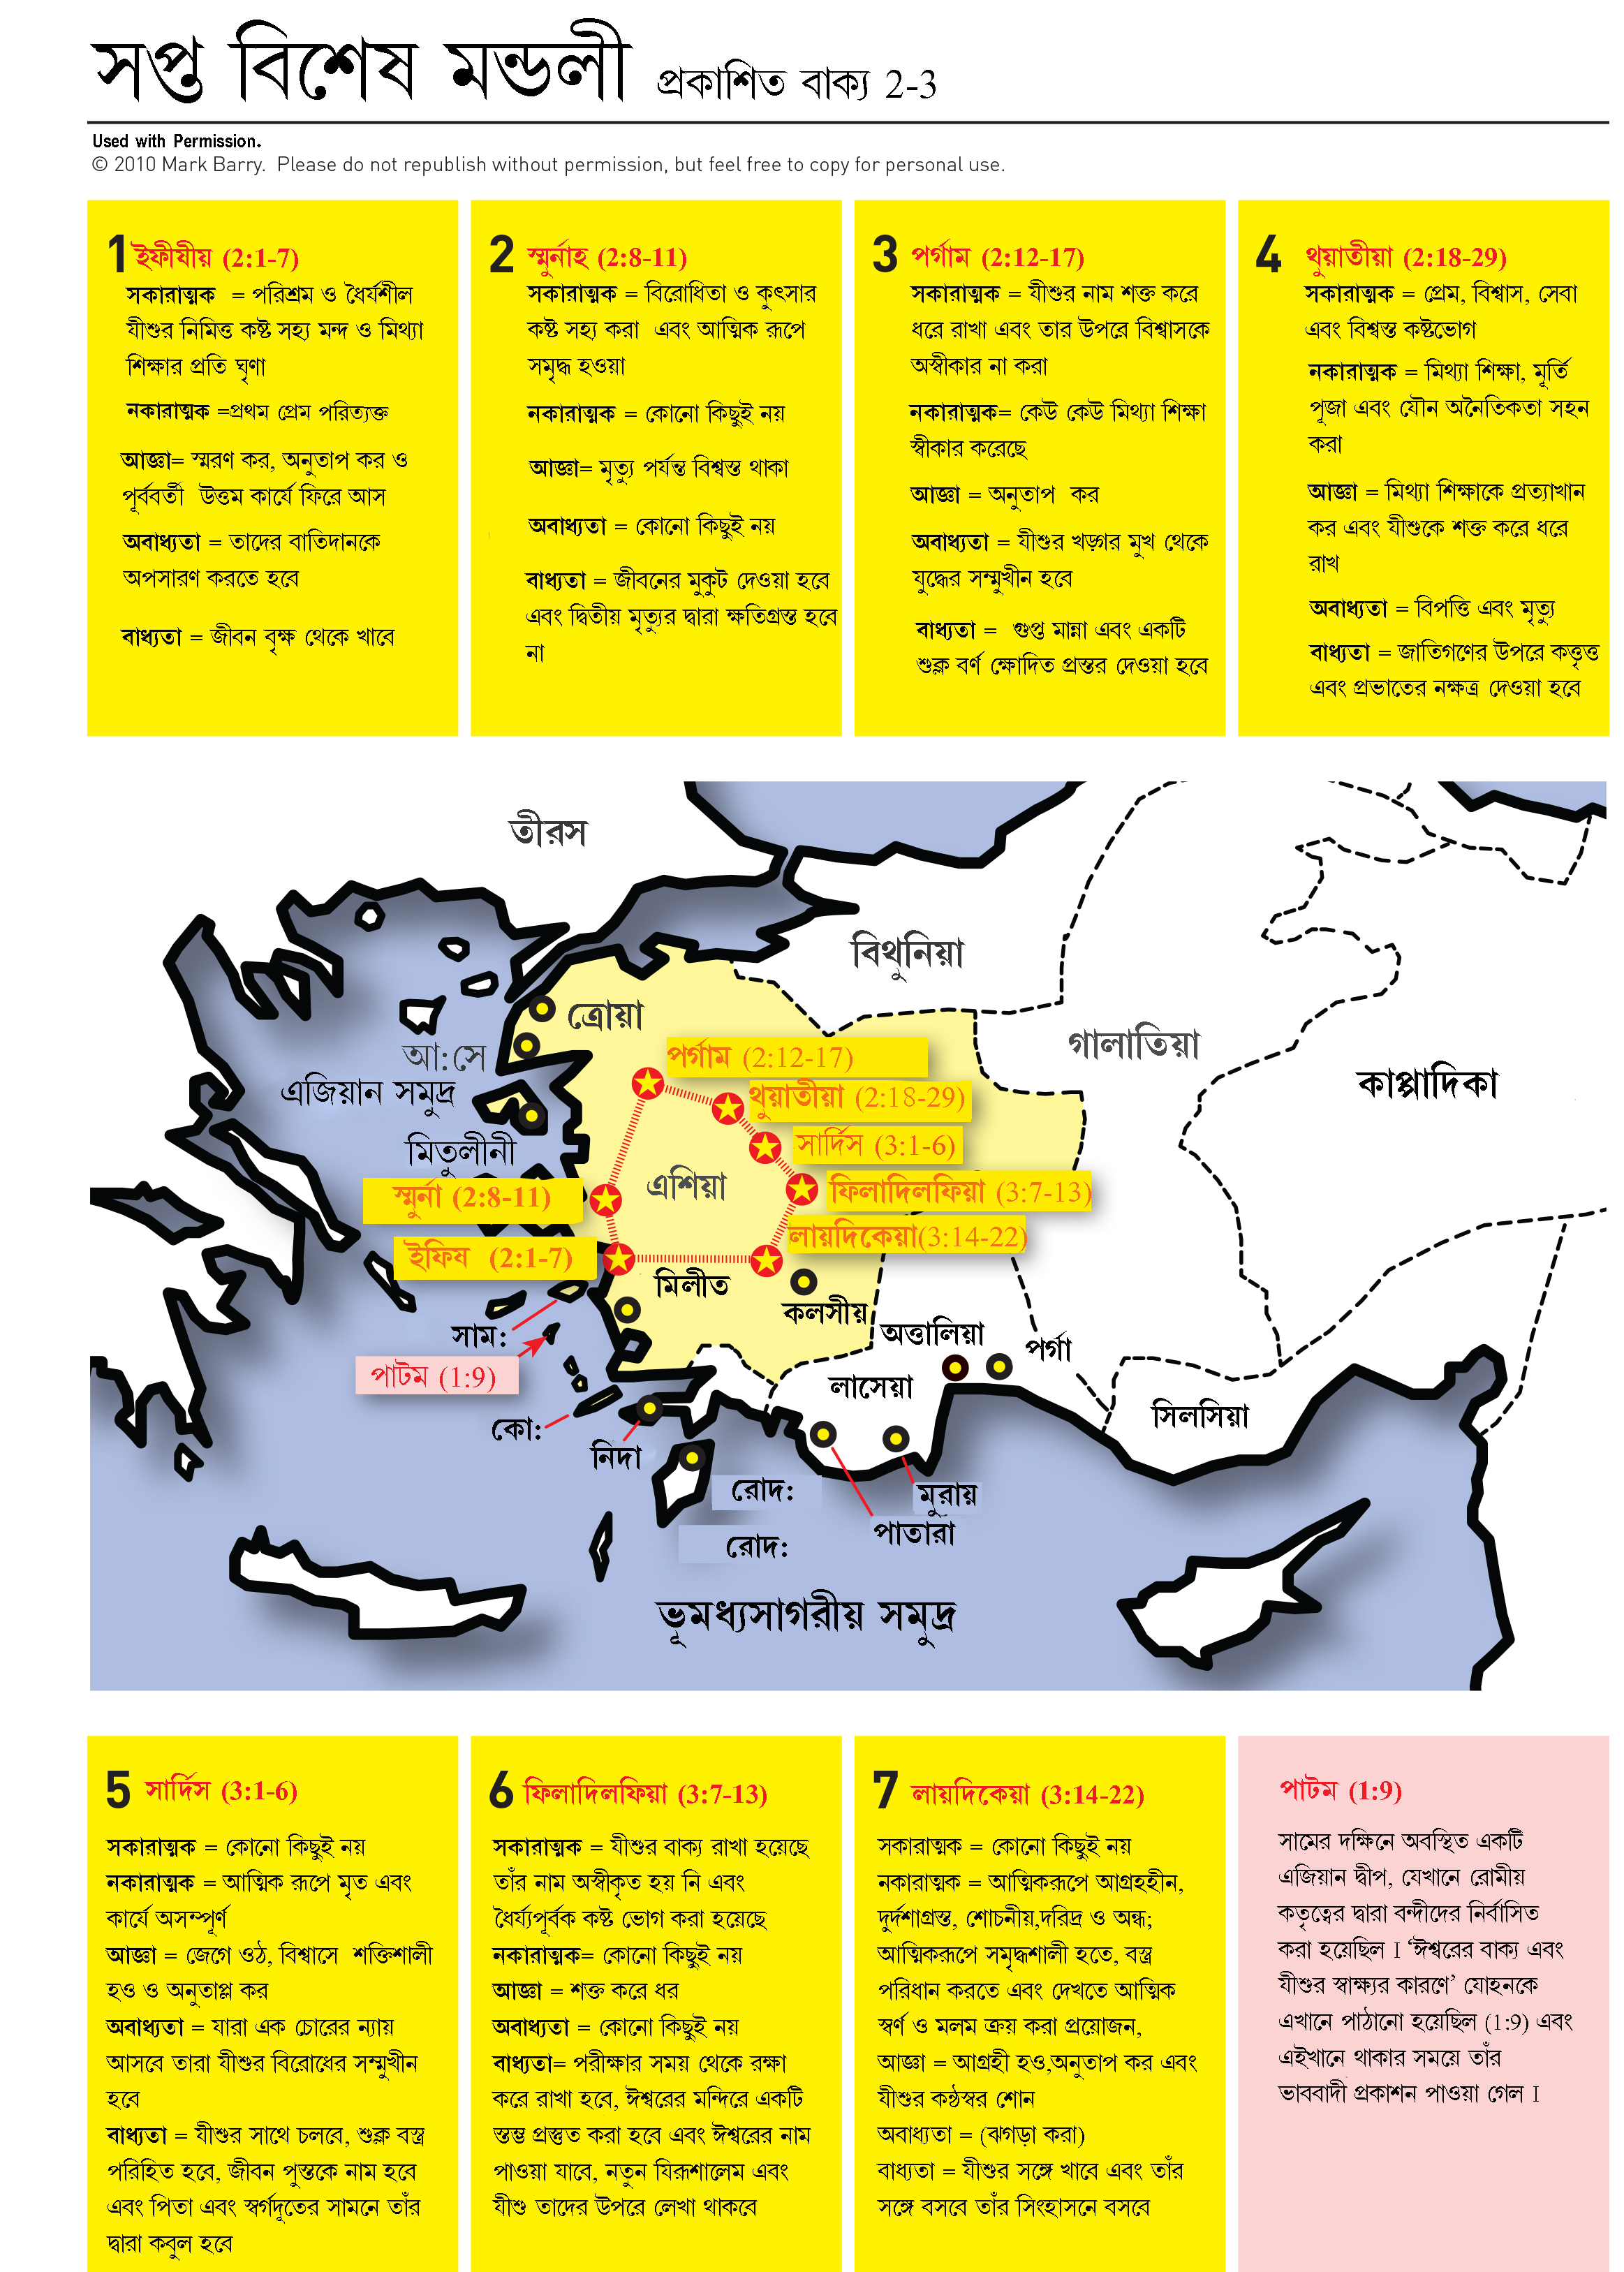 সপ্ত বিশেষ মন্ডলী প্রকাশিত বাক্য 2-3
Used with Permission.
© 2010 Mark Barry. Please do not republish without permission, but feel free to copy for personal use.
1 ইফীষীয় (2:1-7)
সকারাত্মক = পরিশ্রম ও ধৈর্যশীল
যীশুর নিমিত্ত কষ্ট সহ্য মন্দ ও মিথ্যা
শিক্ষার প্রতি ঘৃণা
নকারাত্মক =প্রথম প্রেম পরিত্যক্ত
আজ্ঞা= স্মরণ কর, অনুতাপ কর ও
পূর্ববর্তী উত্তম কার্যে ফিরে আস
অবাধ্যতা = তাদের বাতিদানকে
অপসারণ করতে হবে
বাধ্যতা = জীবন বৃক্ষ থেকে খাবে
2 স্মুর্নাহ (2:8-11)
সকারাত্মক = বিরোধিতা ও কুৎসার
কষ্ট সহ্য করা এবং আত্মিক রূপে
সমৃদ্ধ হওয়া
নকারাত্মক = কোনো কিছুই নয়
আজ্ঞা= মৃত্যু পর্যন্ত বিশ্বস্ত থাকা
অবাধ্যতা = কোনো কিছুই নয়
বাধ্যতা = জীবনের মুকুট দেওয়া হবে
এবং দ্বিতীয় মৃত্যুর দ্বারা ক্ষতিগ্রস্ত হবে
না
3 পর্গাম (2:12-17)
সকারাত্মক = যীশুর নাম শক্ত করে
ধরে রাখা এবং তার উপরে বিশ্বাসকে
অস্বীকার না করা
নকারাত্মক= কেউ কেউ মিথ্যা শিক্ষা
স্বীকার করেছে
আজ্ঞা = অনুতাপ কর
অবাধ্যতা = যীশুর খড্গর মুখ থেকে
যুদ্ধের সম্মুখীন হবে
বাধ্যতা = গুপ্ত মান্না এবং একটি
শুক্ল বর্ণ ক্ষোদিত প্রস্তর দেওয়া হবে
4 থুয়াতীয়া (2:18-29)
সকারাত্মক = প্রেম, বিশ্বাস, সেবা
এবং বিশ্বস্ত কষ্টভোগ
নকারাত্মক = মিথ্যা শিক্ষা, মূর্তি
পূজা এবং যৌন অনৈতিকতা সহন
করা
আজ্ঞা = মিথ্যা শিক্ষাকে প্রত্যাখান
কর এবং যীশুকে শক্ত করে ধরে
রাখ
অবাধ্যতা = বিপত্তি এবং মৃত্যু
বাধ্যতা = জাতিগণের উপরে কর্ত্তৃত্ত
এবং প্রভাতের নক্ষত্র দেওয়া হবে
তীরস
বিথুনিয়া
ত্রোয়া
গালাতিয়া
আ:সে
পর্গাম (2:12-17)
কাপ্পাদিকা
এজিয়ান সমুদ্র
থুয়াতীয়া (2:18-29)
মিতুলীনী
সার্দিস (3:1-6)
এশিয়া
স্মুর্না (2:8-11)
ফিলাদিলফিয়া (3:7-13)
লায়দিকেয়া(3:14-22)
ইফিষ (2:1-7)
মিলীত
কলসীয়
সাম:
অত্তালিয়া
পর্গা
পাটম (1:9)
লাসেয়া
সিলসিয়া
কো:
নিদা
রোদ:
মুরায়
পাতারা
রোদ:
ভূমধ্যসাগরীয় সমুদ্র
5 সার্দিস (3:1-6)
সকারাত্মক = কোনো কিছুই নয়
নকারাত্মক = আত্মিক রূপে মৃত এবং
কার্যে অসম্পূর্ণ
আজ্ঞা = জেগে ওঠ, বিশ্বাসে শক্তিশালী
হও ও অনুতাপ্ল কর
অবাধ্যতা = যারা এক চোরের ন্যায়
আসবে তারা যীশুর বিরোধের সম্মুখীন
হবে
বাধ্যতা = যীশুর সাথে চলবে, শুক্ল বস্ত্র
পরিহিত হবে, জীবন পুস্তকে নাম হবে
এবং পিতা এবং স্বর্গদূতের সামনে তাঁর
দ্বারা কবুল হবে
6 ফিলাদিলফিয়া (3:7-13)
সকারাত্মক = যীশুর বাক্য রাখা হয়েছে
তাঁর নাম অস্বীকৃত হয় নি এবং
ধৈর্য্যপূর্বক কষ্ট ভোগ করা হয়েছে
নকারাত্মক= কোনো কিছুই নয়
আজ্ঞা = শক্ত করে ধর
অবাধ্যতা = কোনো কিছুই নয়
বাধ্যতা= পরীক্ষার সময় থেকে রক্ষা
করে রাখা হবে, ঈশ্বরের মন্দিরে একটি
স্তম্ভ প্রস্তুত করা হবে এবং ঈশ্বরের নাম
পাওয়া যাবে, নতুন যিরূশালেম এবং
যীশু তাদের উপরে লেখা থাকবে
7 লায়দিকেয়া (3:14-22)
সকারাত্মক = কোনো কিছুই নয়
নকারাত্মক = আত্মিকরূপে আগ্রহহীন,
দুর্দশাগ্রস্ত, শোচনীয়,দরিদ্র ও অন্ধ;
আত্মিকরূপে সমৃদ্ধশালী হতে, বস্ত্র
পরিধান করতে এবং দেখতে আত্মিক
স্বর্ণ ও মলম ক্রয় করা প্রয়োজন,
আজ্ঞা = আগ্রহী হও,অনুতাপ কর এবং
যীশুর কন্ঠস্বর শোন
অবাধ্যতা = (ঝগড়া করা)
বাধ্যতা = যীশুর সঙ্গে খাবে এবং তাঁর
সঙ্গে বসবে তাঁর সিংহাসনে বসবে
পাটম (1:9)
সামের দক্ষিনে অবস্থিত একটি
এজিয়ান দ্বীপ, যেখানে রোমীয়
কতৃত্বের দ্বারা বন্দীদের নির্বাসিত
করা হয়েছিল I ‘ঈশ্বরের বাক্য এবং
যীশুর স্বাক্ষ্যর কারণে’ যোহনকে
এখানে পাঠানো হয়েছিল (1:9) এবং
এইখানে থাকার সময়ে তাঁর
ভাববাদী প্রকাশন পাওয়া গেল I